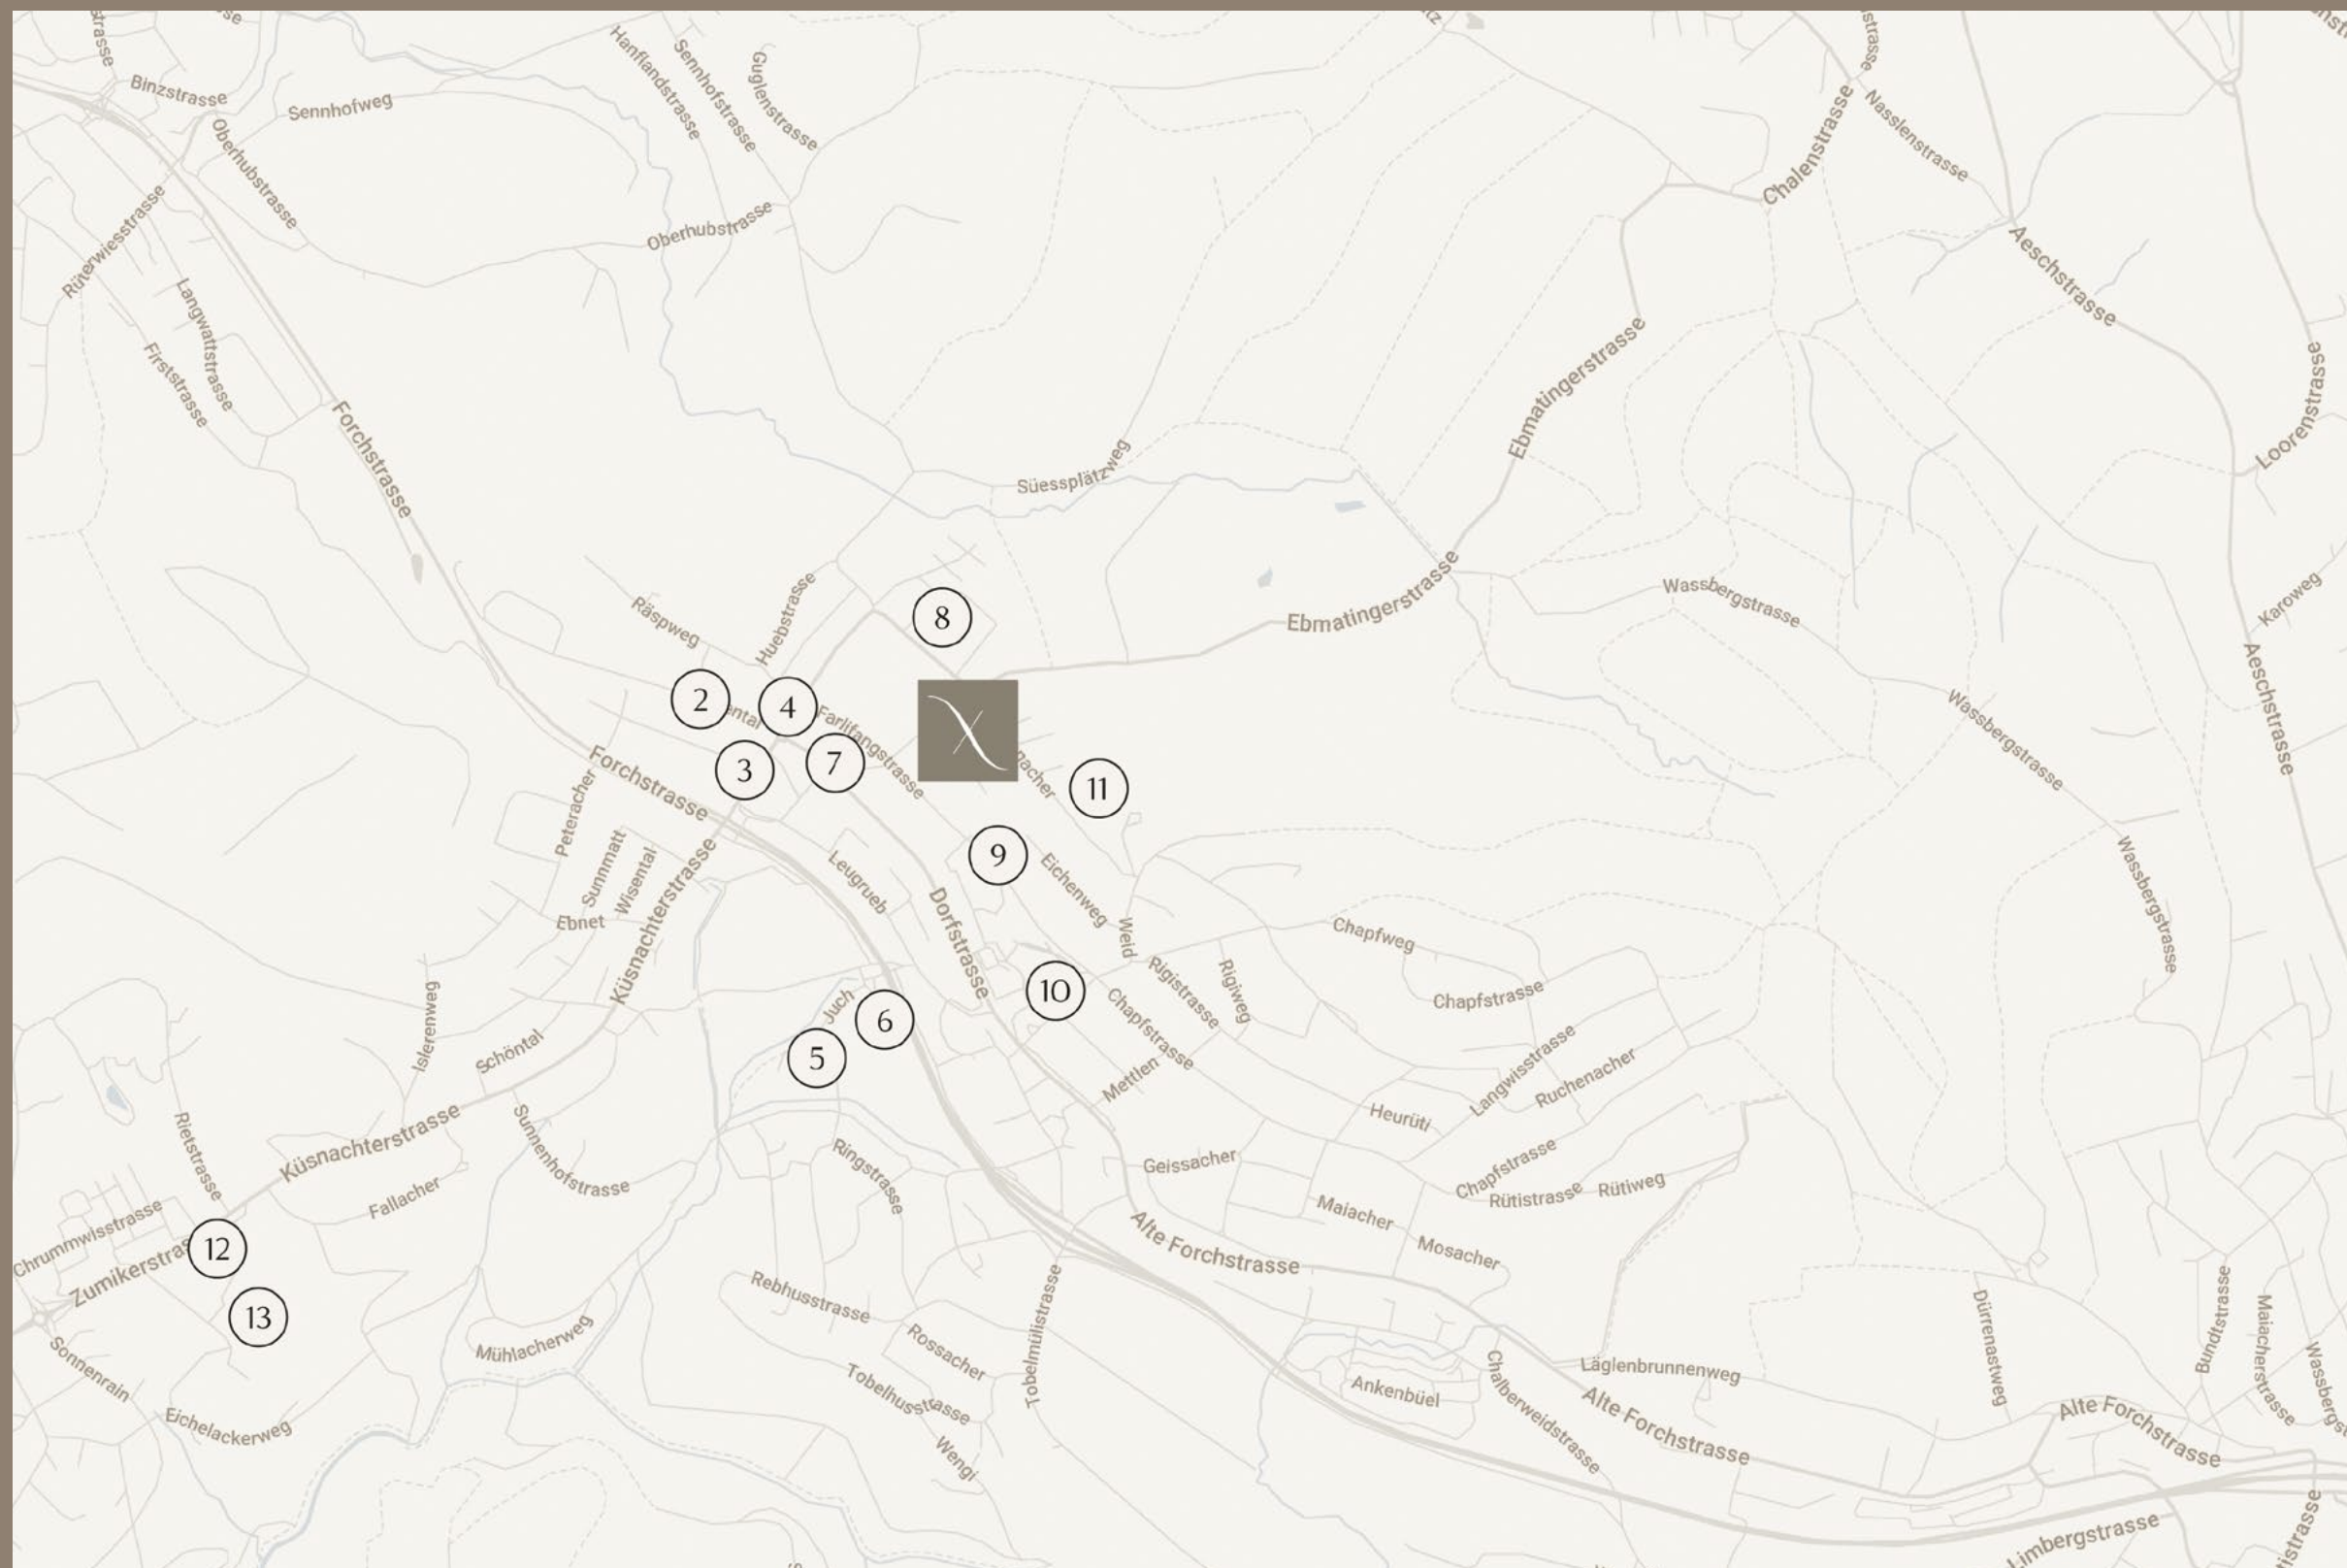 Binzstrasse
Sennhofweg
Oberhubstrasse
Hanflandstrasse
Sennhofstrasse
Guglenstrasse
Oberhubstrasse
Chalenstrasse
Nasslenstrasse
Aeschstrasse
Rüterwiesstrasse
Langwattstrasse
Firststrasse
Forchstrasse
Süessplätzweg
Ebmatingerstrasse
Loorenstrasse
Räspweg
Huebstrasse
8
Ebmatingerstrasse
Wassbergstrasse
Karoweg
2
4
Farlifangstrasse
3
7
11
Forchstrasse
Peteracher
Sunnmatt
Wisental
Ebnet
Küsnachterstrasse
Leugrueb
9
Eichenweg
Weid
Dorfstrasse
Wassbergstrasse
Aeschstrasse
Wassbergstrasse
Chapfweg
Chapfstrasse
Rigistrasse
Rigiweg
10
Chapfstrasse
Juch
6
5
Islerenweg
Schöntal
Mettlen
Langwisstrasse
Ruchenacher
Heurüti
Rietstrasse
Küsnachterstrasse
Sunnenhofstrasse
Fallacher
Ringstrasse
Geissacher
Chapfstrasse
Rütistrasse
Rütiweg
Maiacher
Mosacher
Chrummwisstrasse
12
13
Alte Forchstrasse
Rebhusstrasse
Rossacher
Tobelmülistrasse
Tobelhusstrasse
Wengi
Mühlacherweg
Sonnenrain
Eichelackerweg
Ankenbüel
Chalberweidstrasse
Läglenbrunnenweg
Alte Forchstrasse
Dürrenastweg
Bundtstrasse
Maiacherstrasse
Alte Forchstrasse
Limbergstrasse